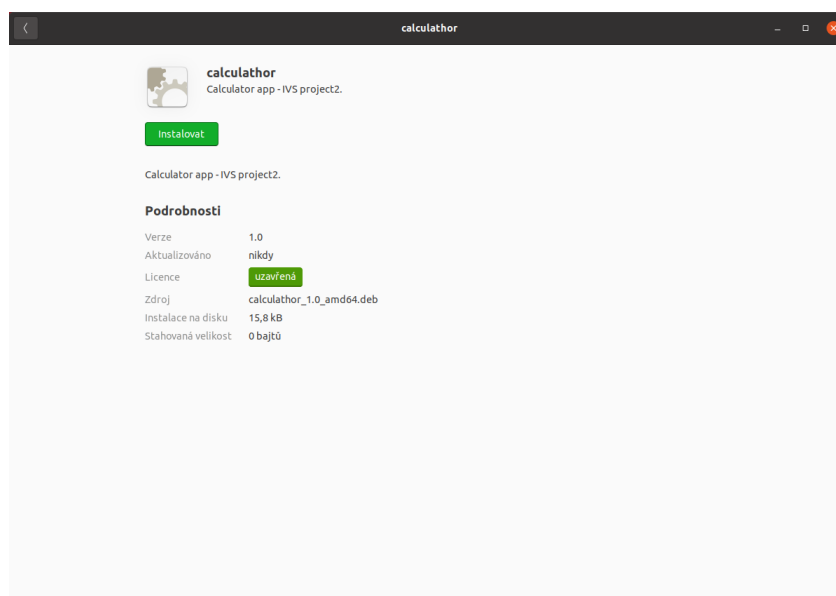 calculathor
calculathor
Calculator app - IVS project2.
Instalovat
Calculator app - IVS project2.
Podrobnosti
Verze 1.0
Aktualizováno nikdy
Licence uzavřená
Zdroj calculathor_1.0_amd64.deb
Instalace na disku 15,8 kB
Stahovaná velikost 0 bajtů